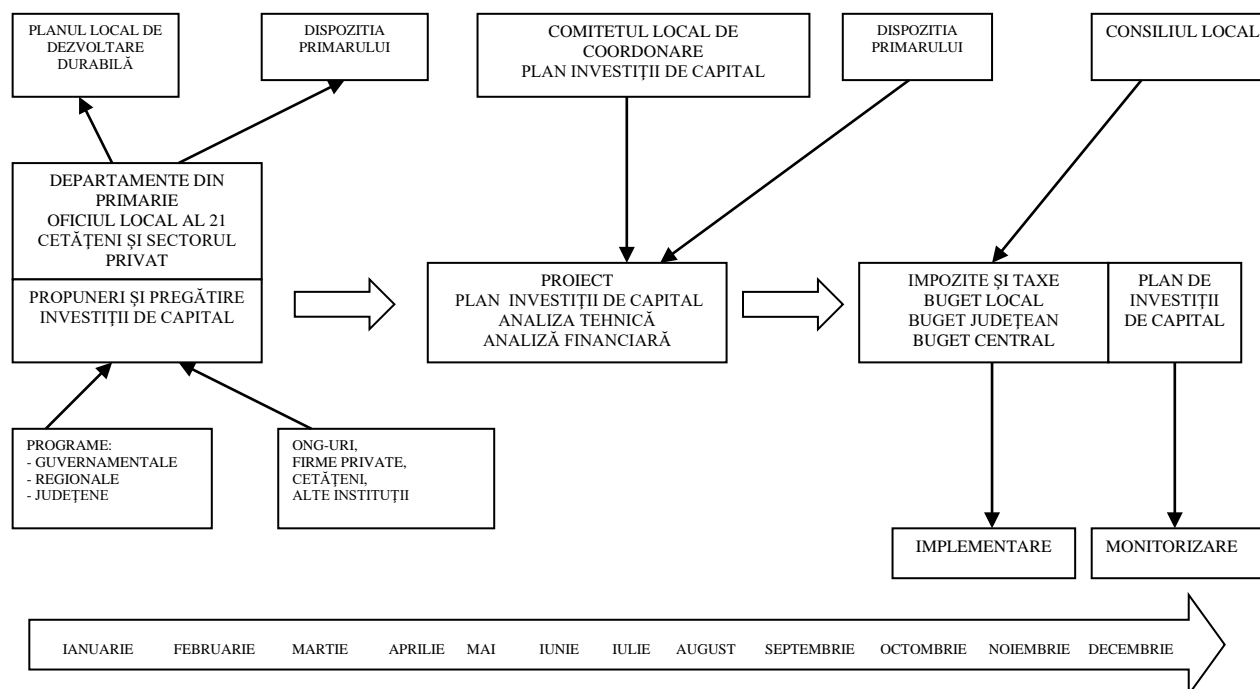 PLANUL LOCAL DE
DEZVOLTARE
DURABILĂ
DISPOZITIA
PRIMARULUI
COMITETUL LOCAL DE
COORDONARE
PLAN INVESTIȚII DE CAPITAL
DISPOZITIA
PRIMARULUI
CONSILIUL LOCAL
DEPARTAMENTE DIN
PRIMARIE
OFICIUL LOCAL AL 21
CETĂȚENI ȘI SECTORUL
PRIVAT
PROPUNERI ȘI PREGĂTIRE
INVESTIȚII DE CAPITAL
PROIECT
PLAN INVESTIȚII DE CAPITAL
ANALIZA TEHNICĂ
ANALIZĂ FINANCIARĂ
IMPOZITE ȘI TAXE
BUGET LOCAL
BUGET JUDEȚEAN
BUGET CENTRAL
PLAN DE
INVESTIȚII
DE CAPITAL
PROGRAME:
- GUVERNAMENTALE
- REGIONALE
- JUDEȚENE
ONG-URI,
FIRME PRIVATE,
CETĂȚENI,
ALTE INSTITUȚII
IMPLEMENTARE
MONITORIZARE
IANUARIE FEBRUARIE MARTIE APRILIE MAI IUNIE IULIE AUGUST SEPTEMBRIE OCTOMBRIE NOIEMBRIE DECEMBRIE